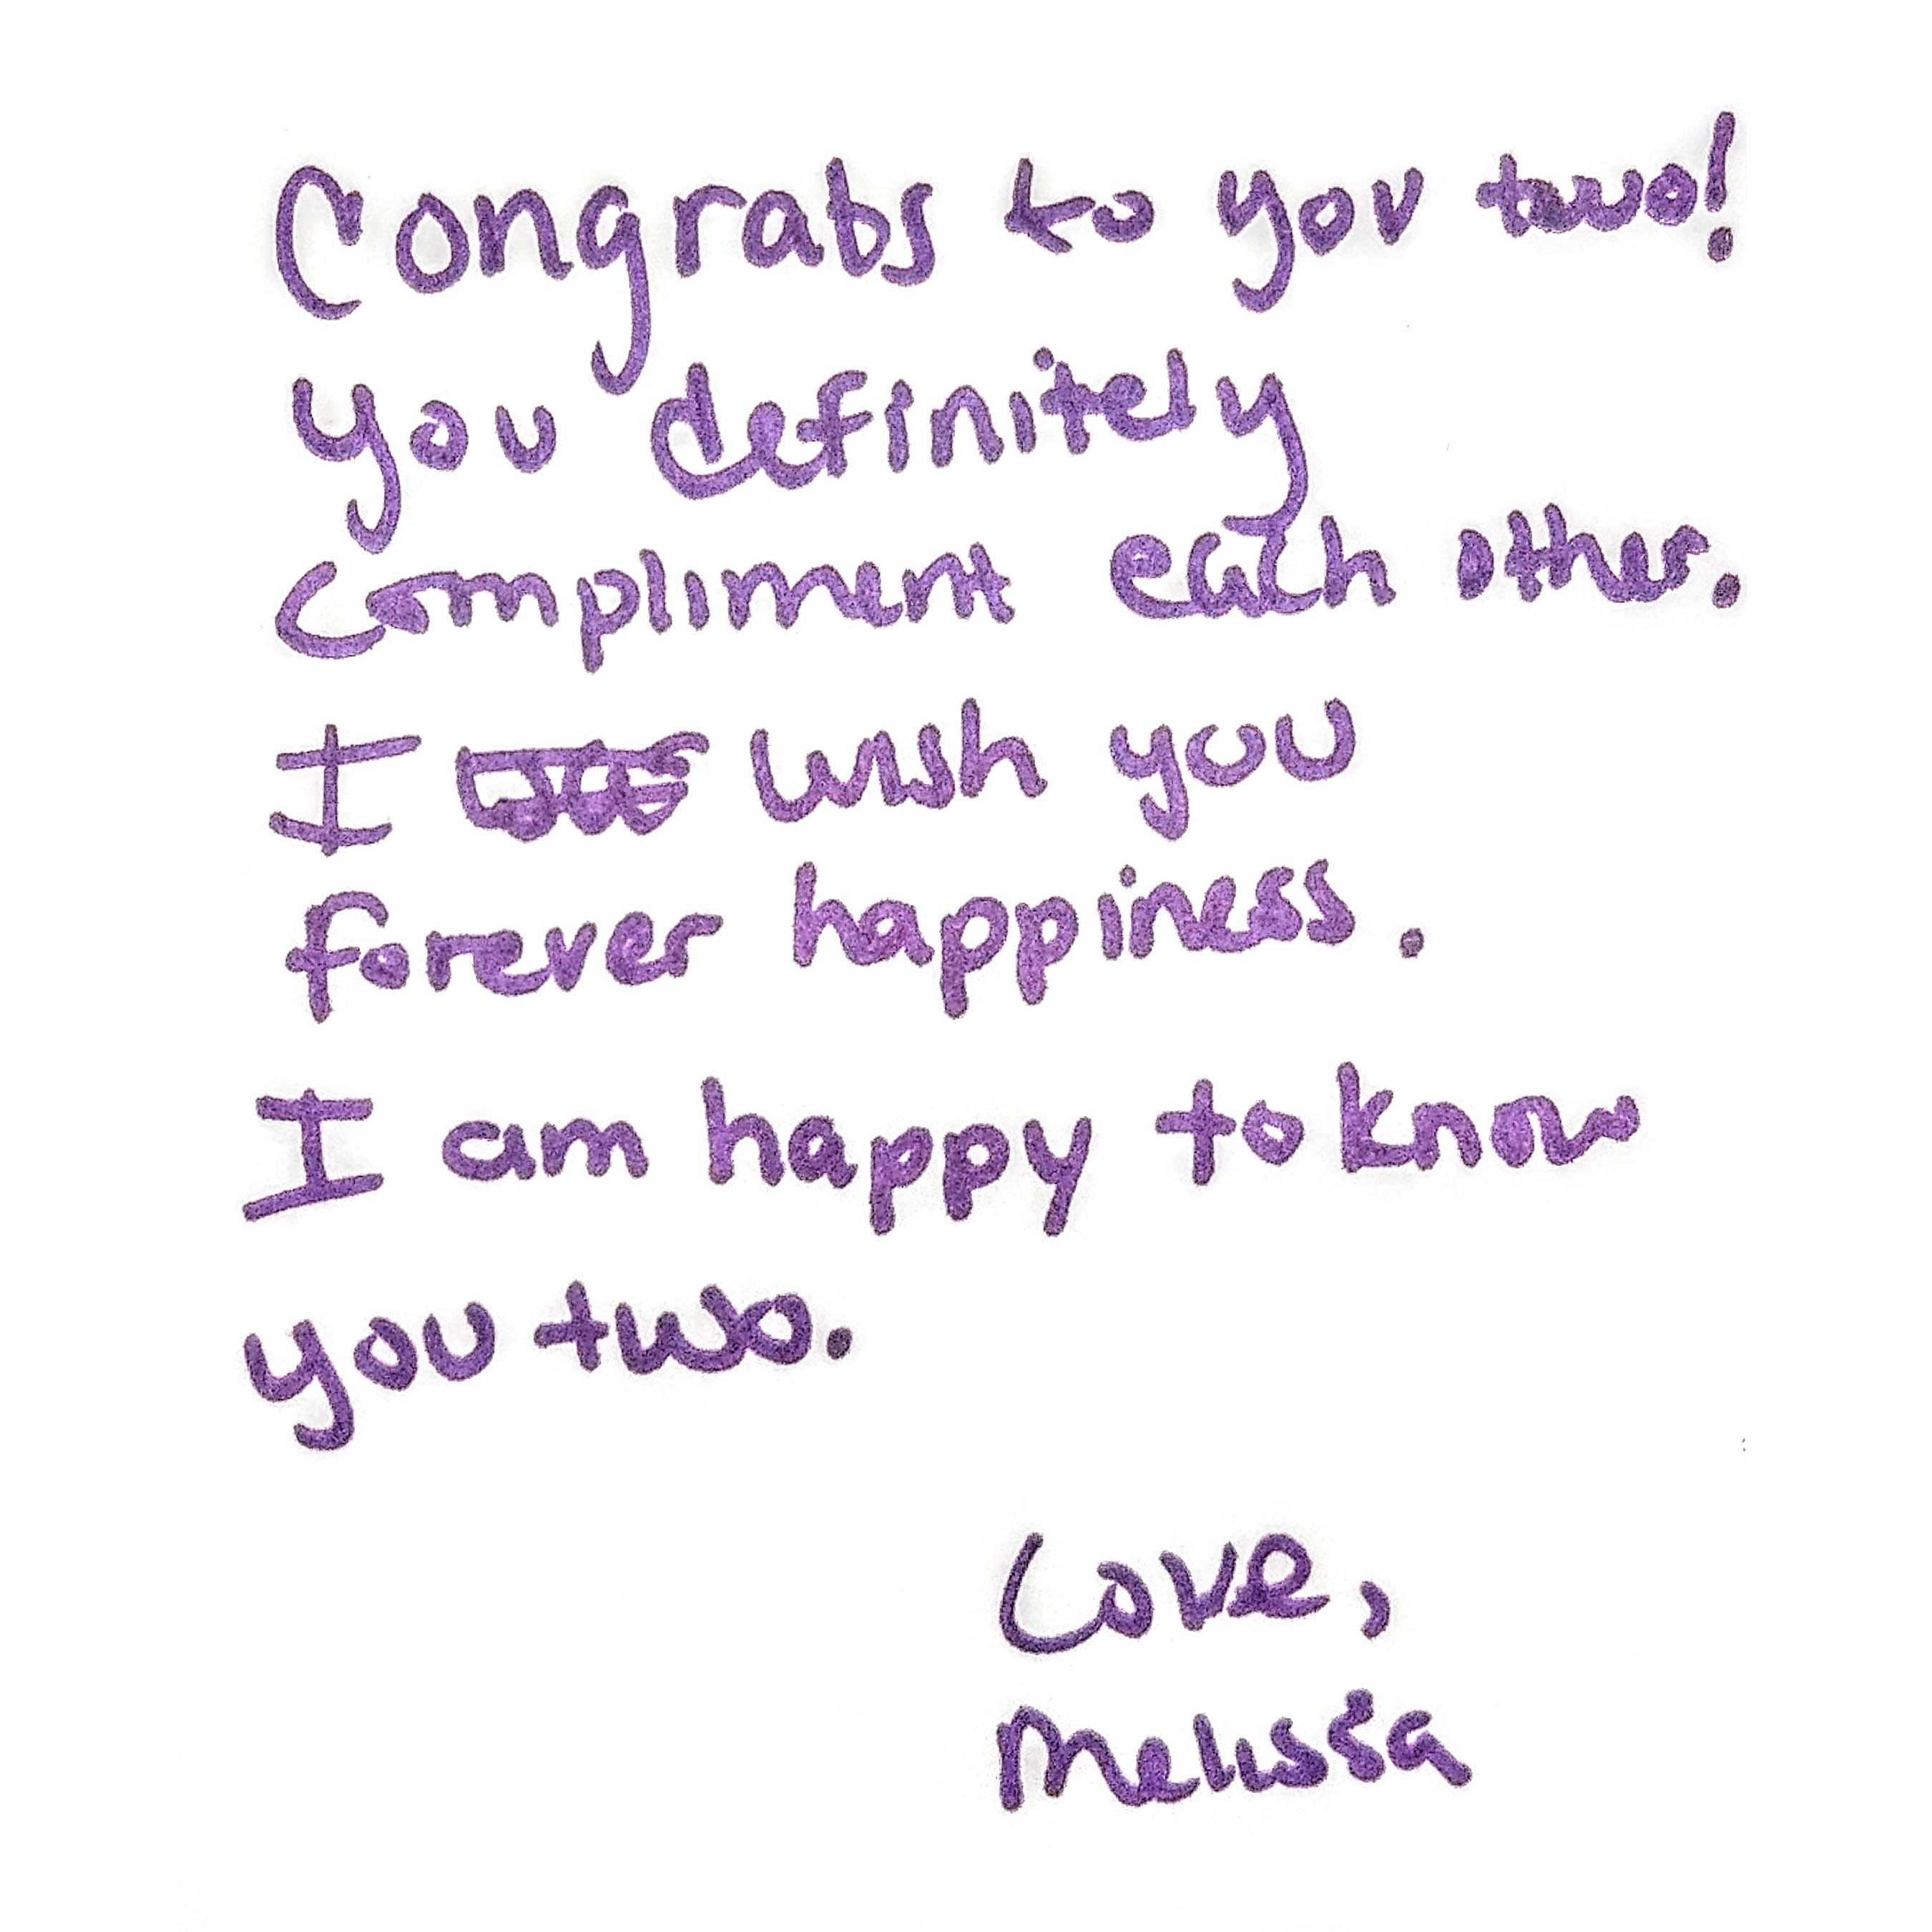 Congrats to you two!
You definitely
compliment each other.
I wish you
forever happiness.
I am happy to know
you two.
Love,
Melissa